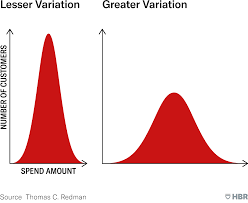 Lesser Variation
Greater Variation
NUMBER OF CUSTOMERS
SPEND AMOUNT
Source: Thomas C. Redman
HBR